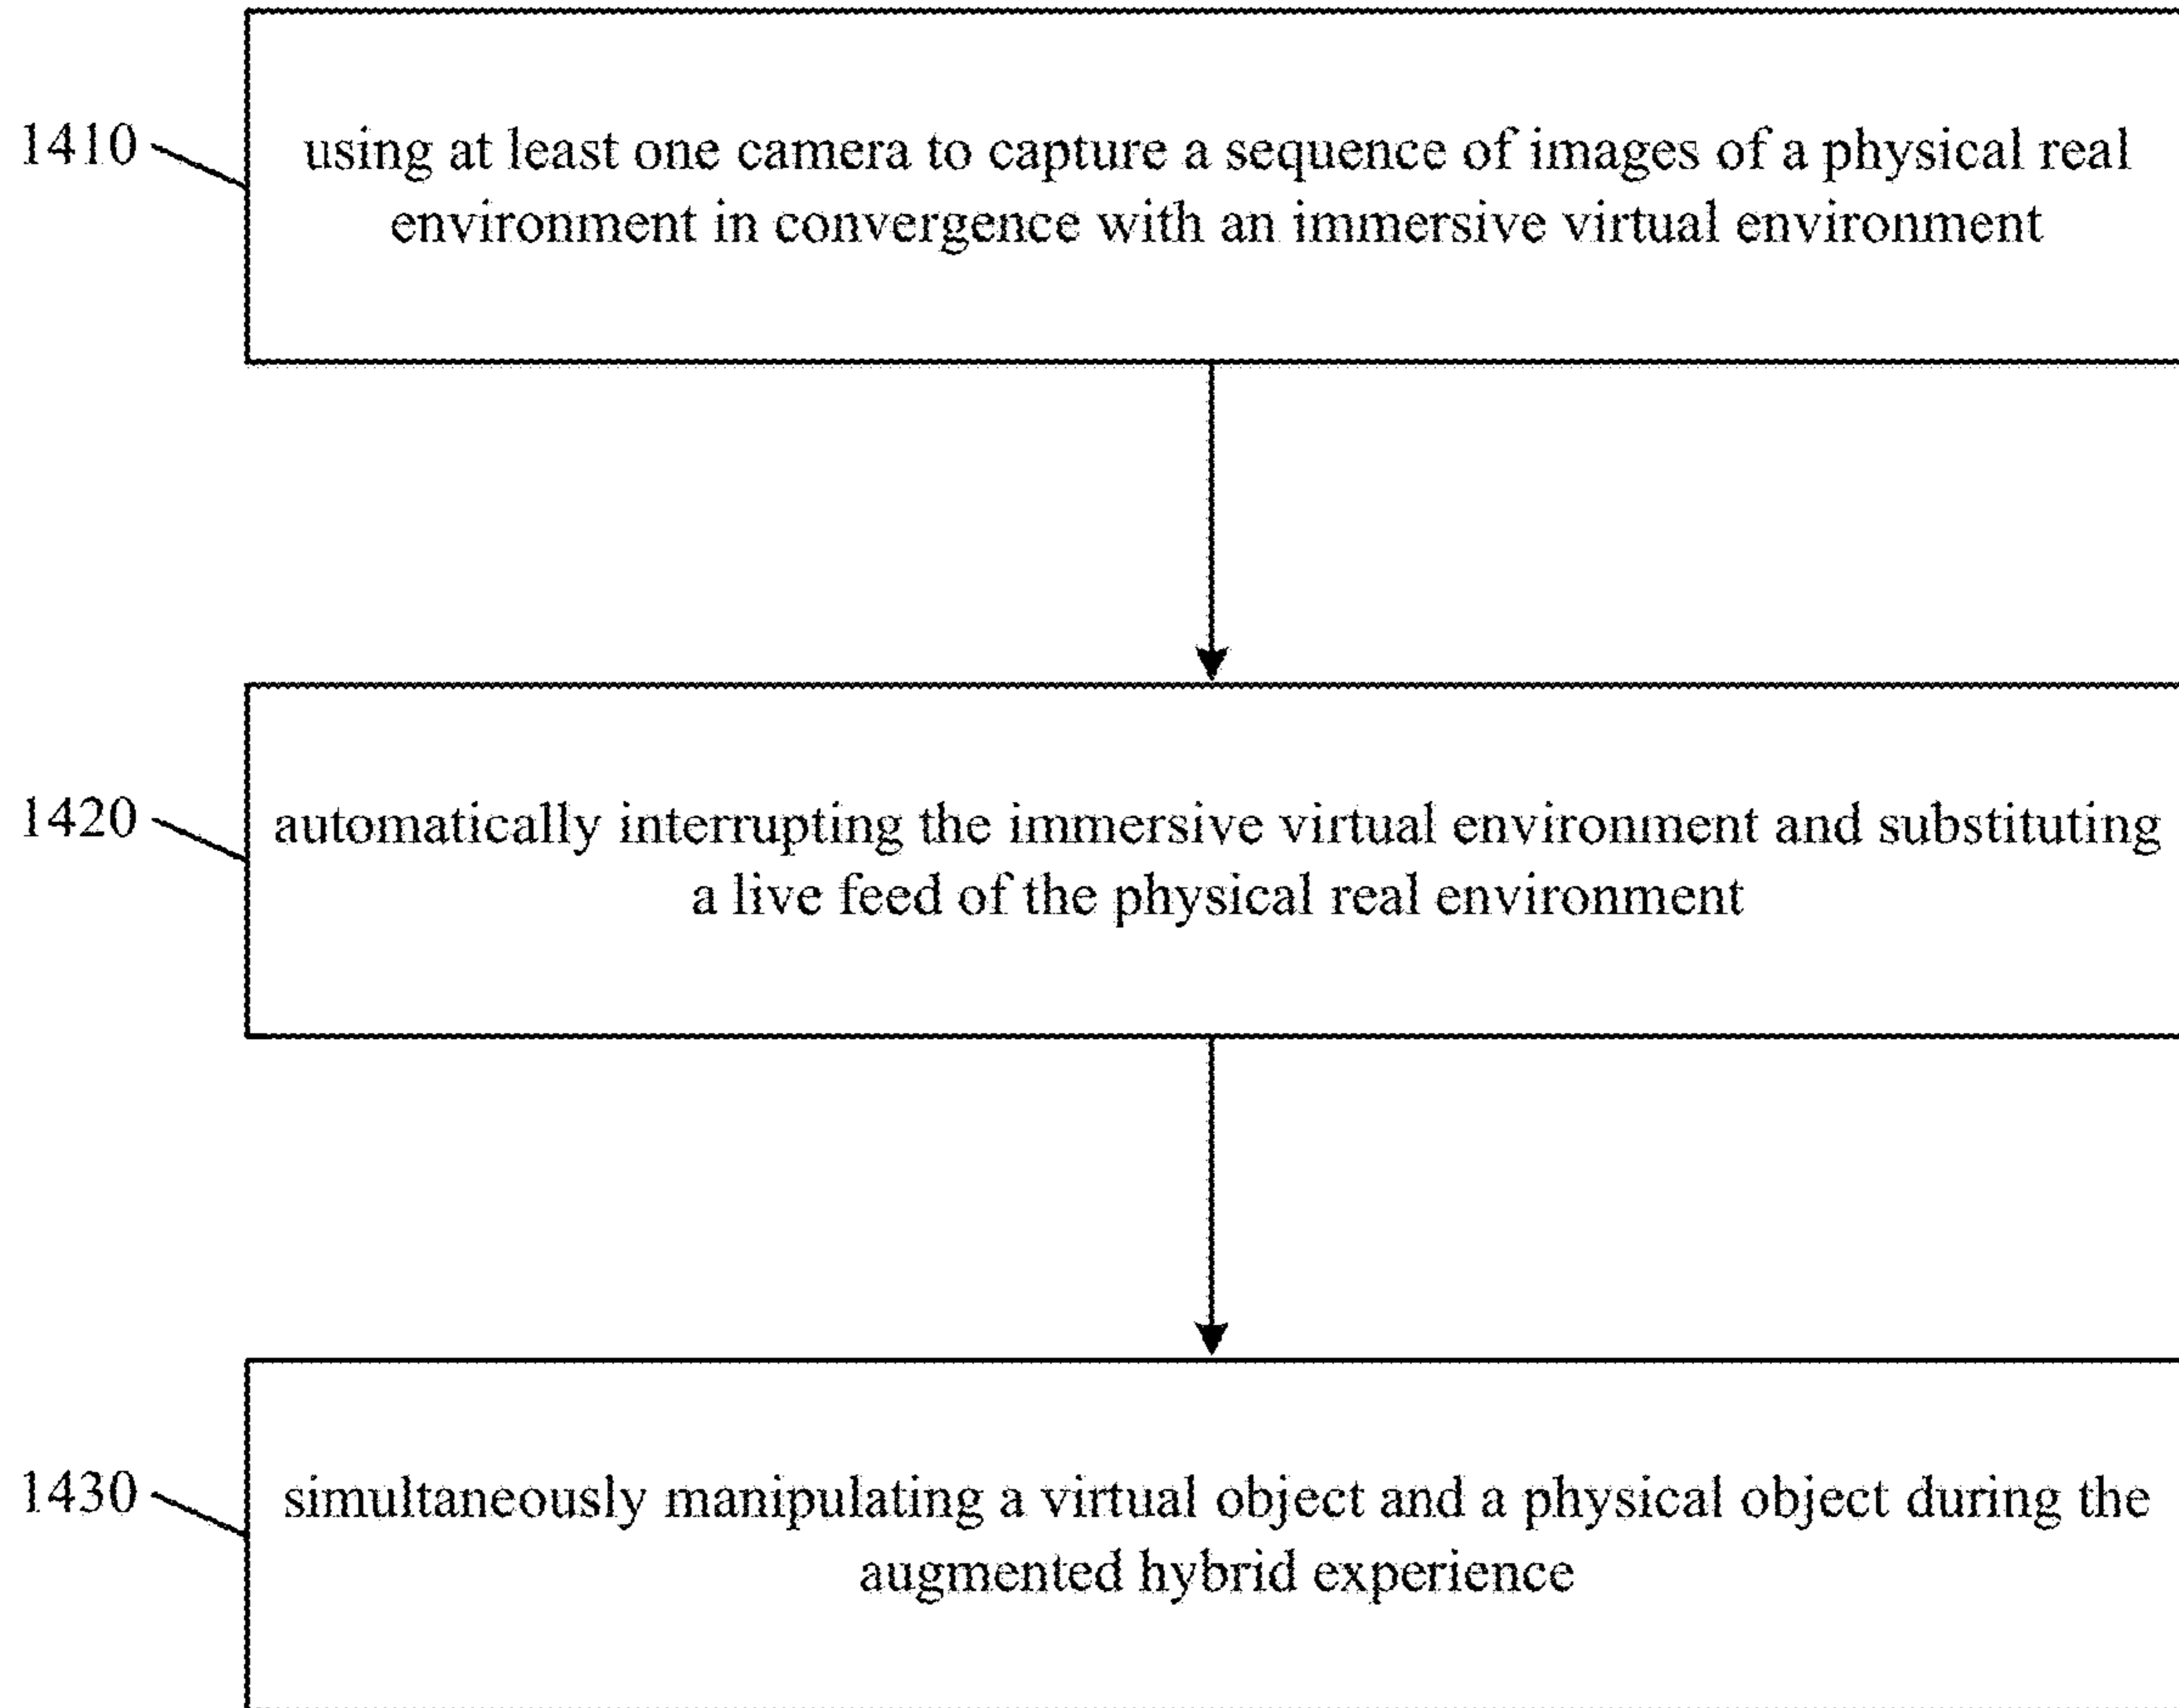 1410
using at least one camera to capture a sequence of images of a physical real
environment in convergence with an immersive virtual environment
1420
automatically interrupting the immersive virtual environment and substituting
a live feed of the physical real environment
1430
simultaneously manipulating a virtual object and a physical object during the
augmented hybrid experience